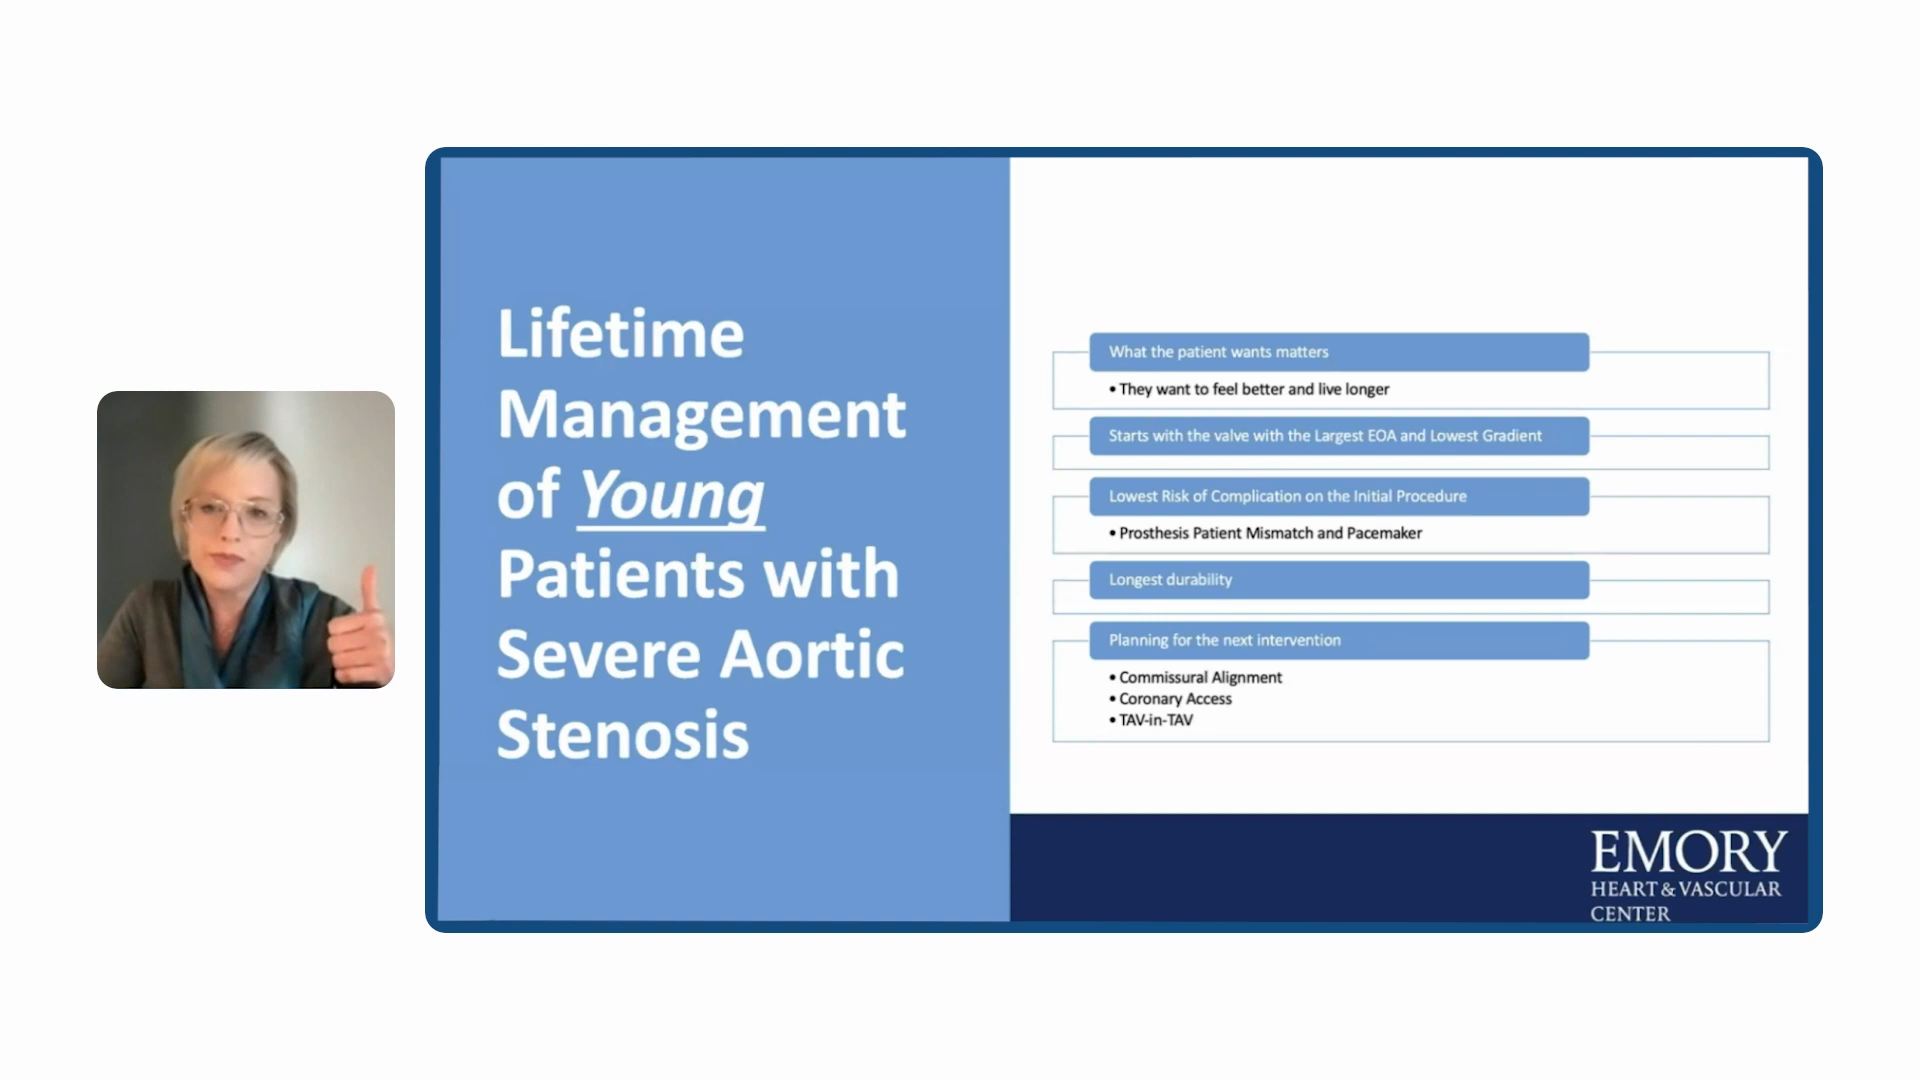 Lifetime
Management
of Young
Patients with
Severe Aortic
Stenosis
What the patient wants matters
• They want to feel better and live longer
Starts with the valve with the Largest EOA and Lowest Gradient
Lowest Risk of Complication on the Initial Procedure
• Prosthesis Patient Mismatch and Pacemaker
Longest durability
Planning for the next intervention
• Commissural Alignment
• Coronary Access
• TAV-in-TAV
EMORY
HEART & VASCULAR
CENTER